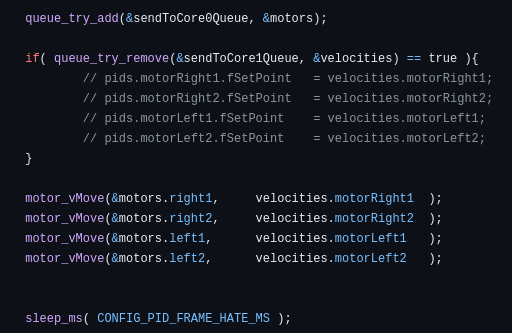 queue_try_add(&sendToCore0Queue, &motors);
if( queue_try_remove(&sendToCore1Queue, &velocities) == true ){
// pids.motorRight1.fSetPoint   = velocities.motorRight1;
// pids.motorRight2.fSetPoint   = velocities.motorRight2;
// pids.motorLeft1.fSetPoint    = velocities.motorLeft1;
// pids.motorLeft2.fSetPoint    = velocities.motorLeft2;
}
motor_vMove(&motors.right1,     velocities.motorRight1  );
motor_vMove(&motors.right2,     velocities.motorRight2  );
motor_vMove(&motors.left1,      velocities.motorLeft1   );
motor_vMove(&motors.left2,      velocities.motorLeft2   );
sleep_ms( CONFIG_PID_FRAME_HATE_MS );